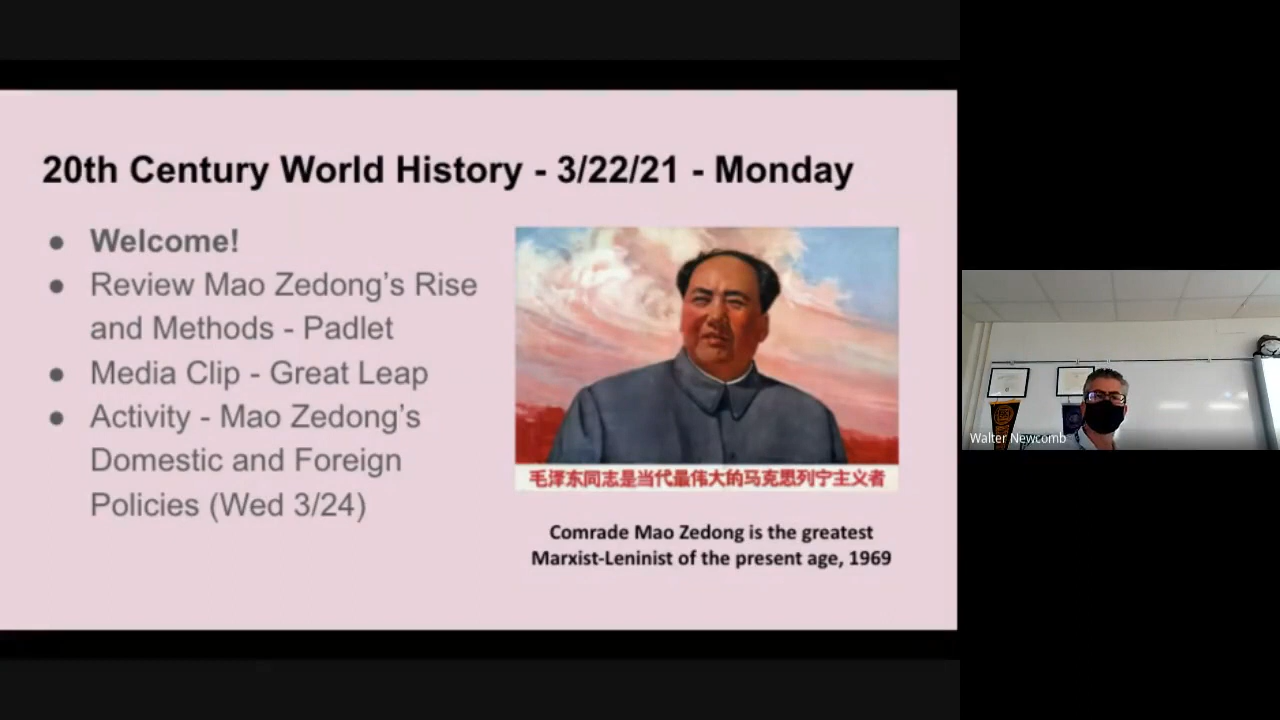 20th Century World History - 3/22/21 - Monday
● Welcome!
● Review Mao Zedong’s Rise
and Methods - Padlet
● Media Clip - Great Leap
● Activity - Mao Zedong’s
Domestic and Foreign
Policies (Wed 3/24)
毛泽东同志是当代最伟大的马克思列宁主义者
Comrade Mao Zedong is the greatest
Marxist-Leninist of the present age, 1969
Walter Newcomb